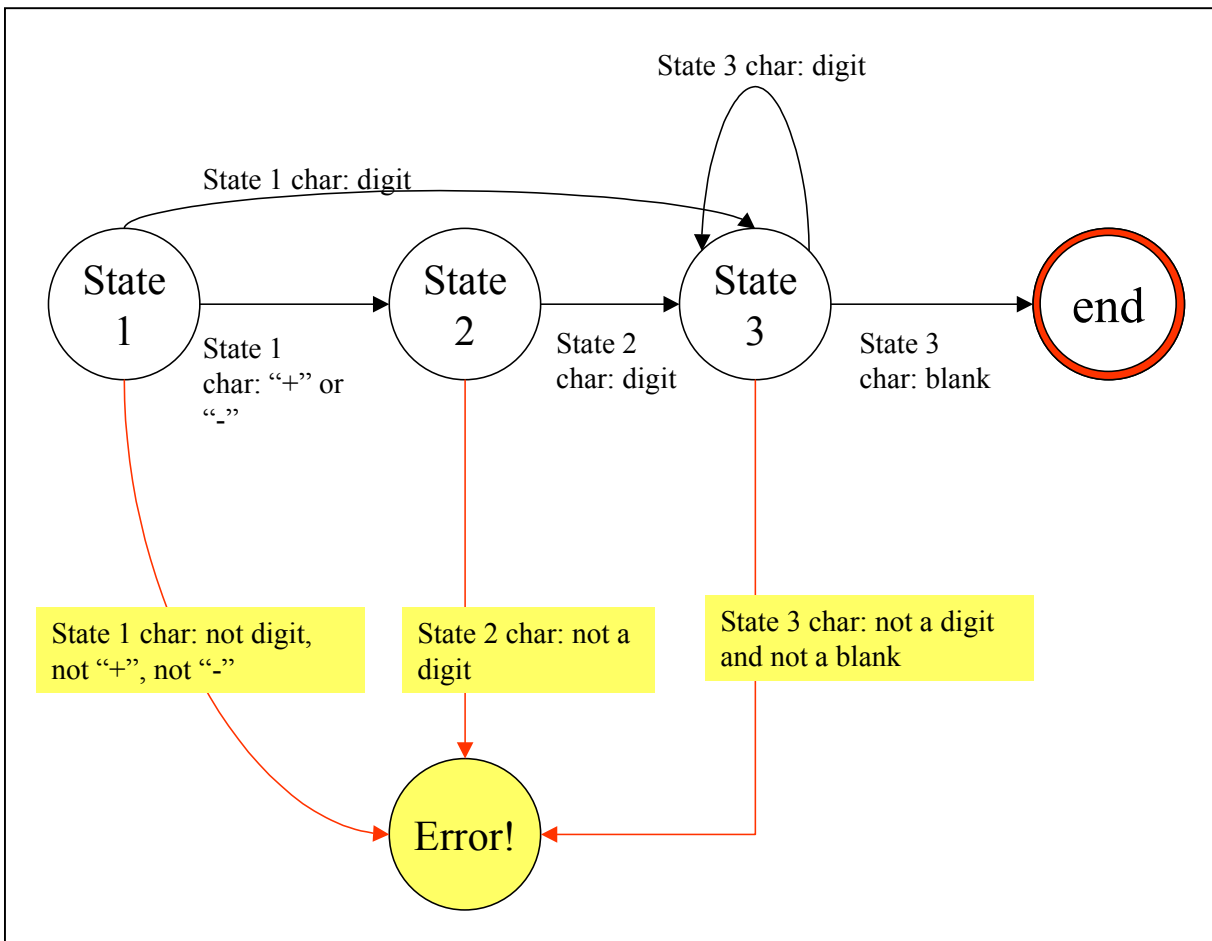 State 3 char: digit
State 1 char: digit
State
1
State
2
State
3
end
State 1
char: “+” or
“-”
State 2
char: digit
State 3
char: blank
State 1 char: not digit,
not “+”, not “-”
State 2 char: not a
digit
State 3 char: not a digit
and not a blank
Error!